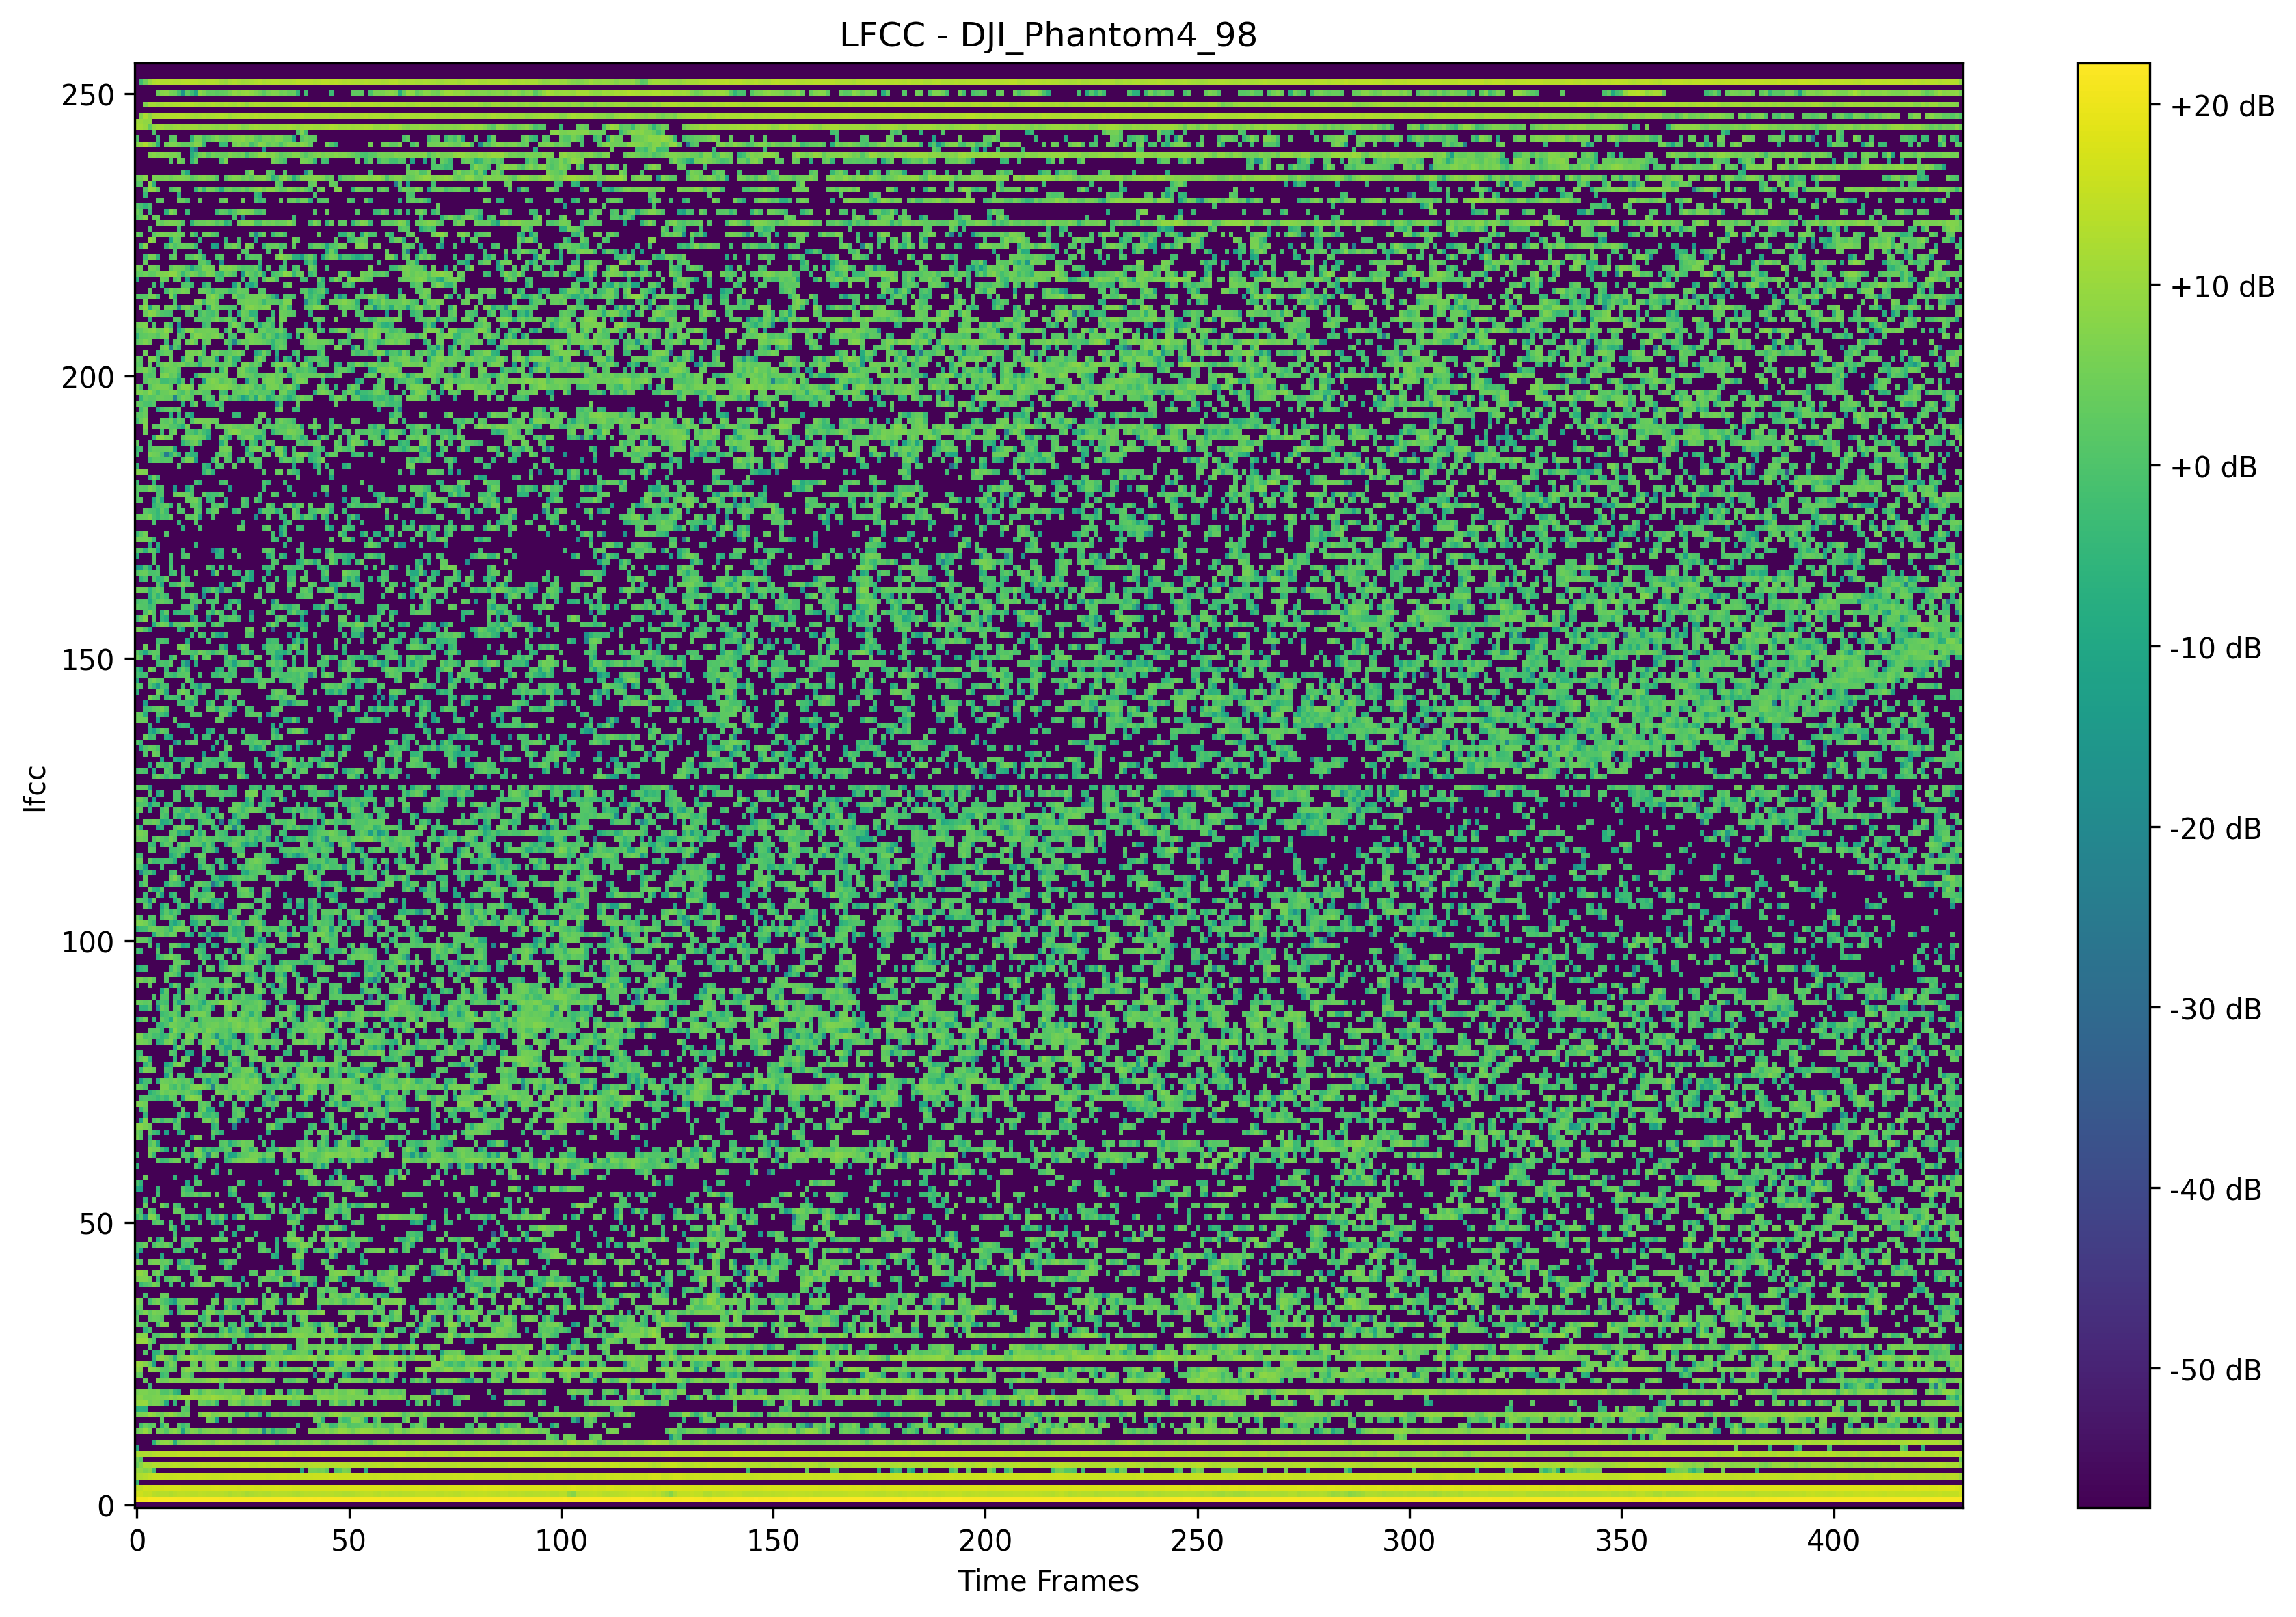 LFCC - DJI_Phantom4_98
250
200
150
100
50
0
lfcc
0 50 100 150 200 250 300 350 400
Time Frames
+20 dB
+10 dB
+0 dB
-10 dB
-20 dB
-30 dB
-40 dB
-50 dB